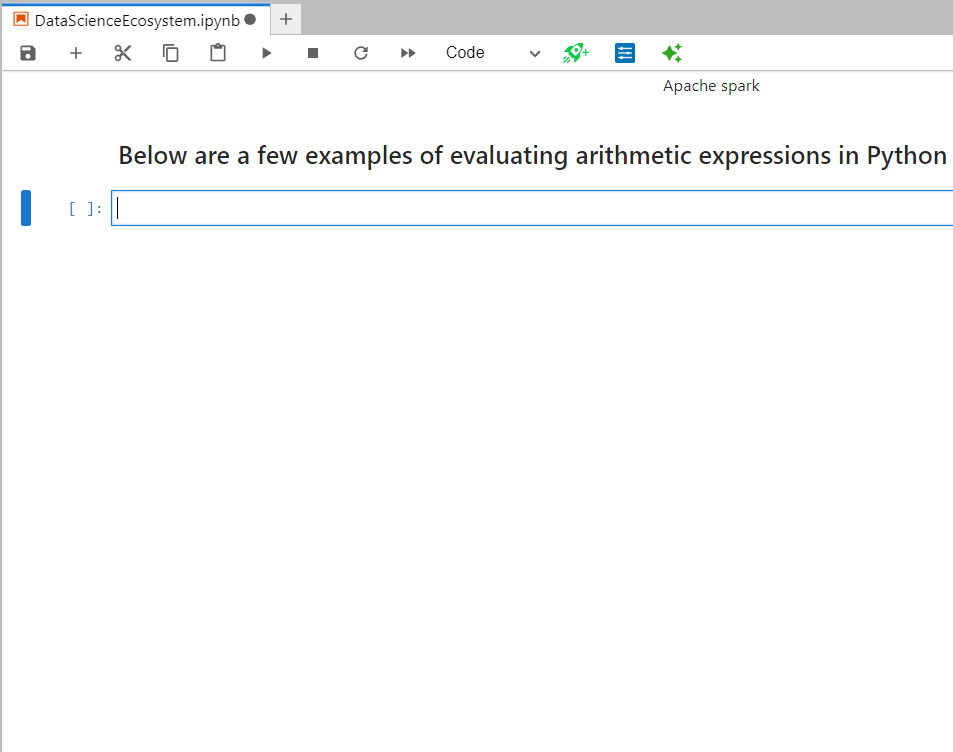 DataScienceEcosystem.ipynb
Code
Apache spark
Below are a few examples of evaluating arithmetic expressions in Python
[ ]: